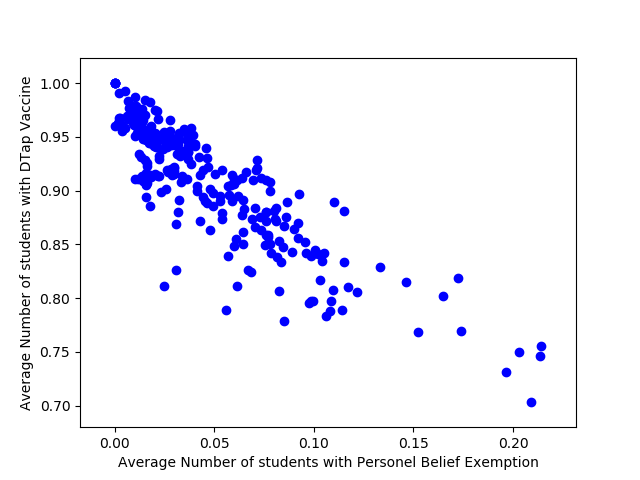 1.00
0.95
0.90
0.85
0.80
0.75
0.70
Average Number of students with DTap Vaccine
0.00 0.05 0.10 0.15 0.20
Average Number of students with Personel Belief Exemption